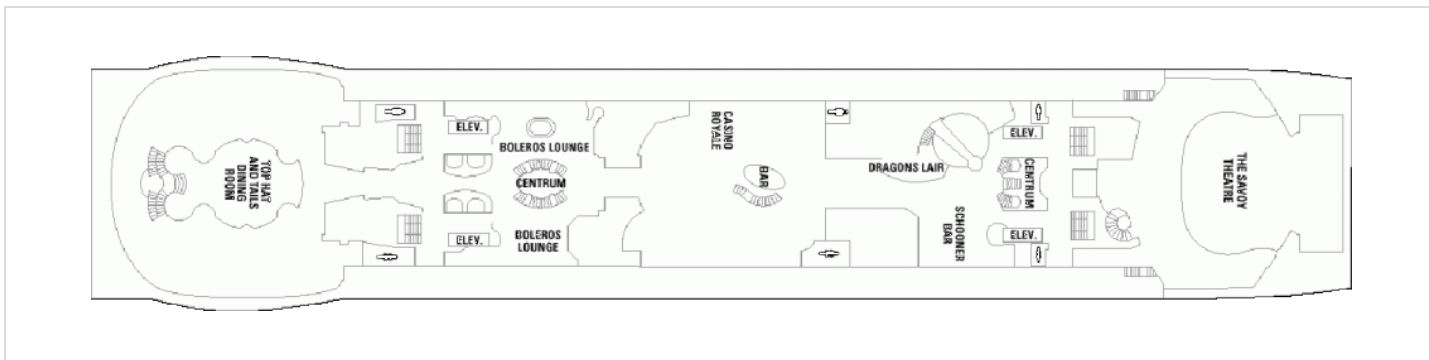 TOP HAT
AND TAILS
DINING
ROOM
ELEV.
BOLEROS LOUNGE
CENTRUM
ELEV.
BOLEROS
LOUNGE
CASINO
ROYALE
BAR
DRAGONS LAIR
ELEV.
CENTRUM
SCHOONER
BAR
ELEV.
THE SAVOY
THEATRE